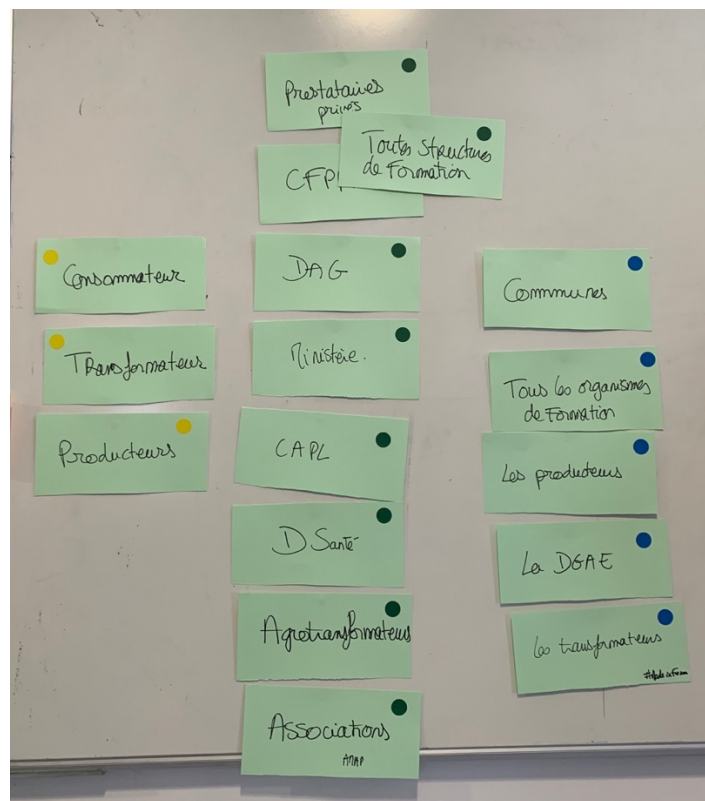 Prestataires
privés
Toutes structures
de Formation
CFP
Consommateur
Transformateur
Producteurs
DAG
Ministère.
CAPL
D Santé
Agrotransformateurs
Associations
AMAP
Communes
Tous les organismes
de Formation
Les producteurs
La DGAE
les transformateurs